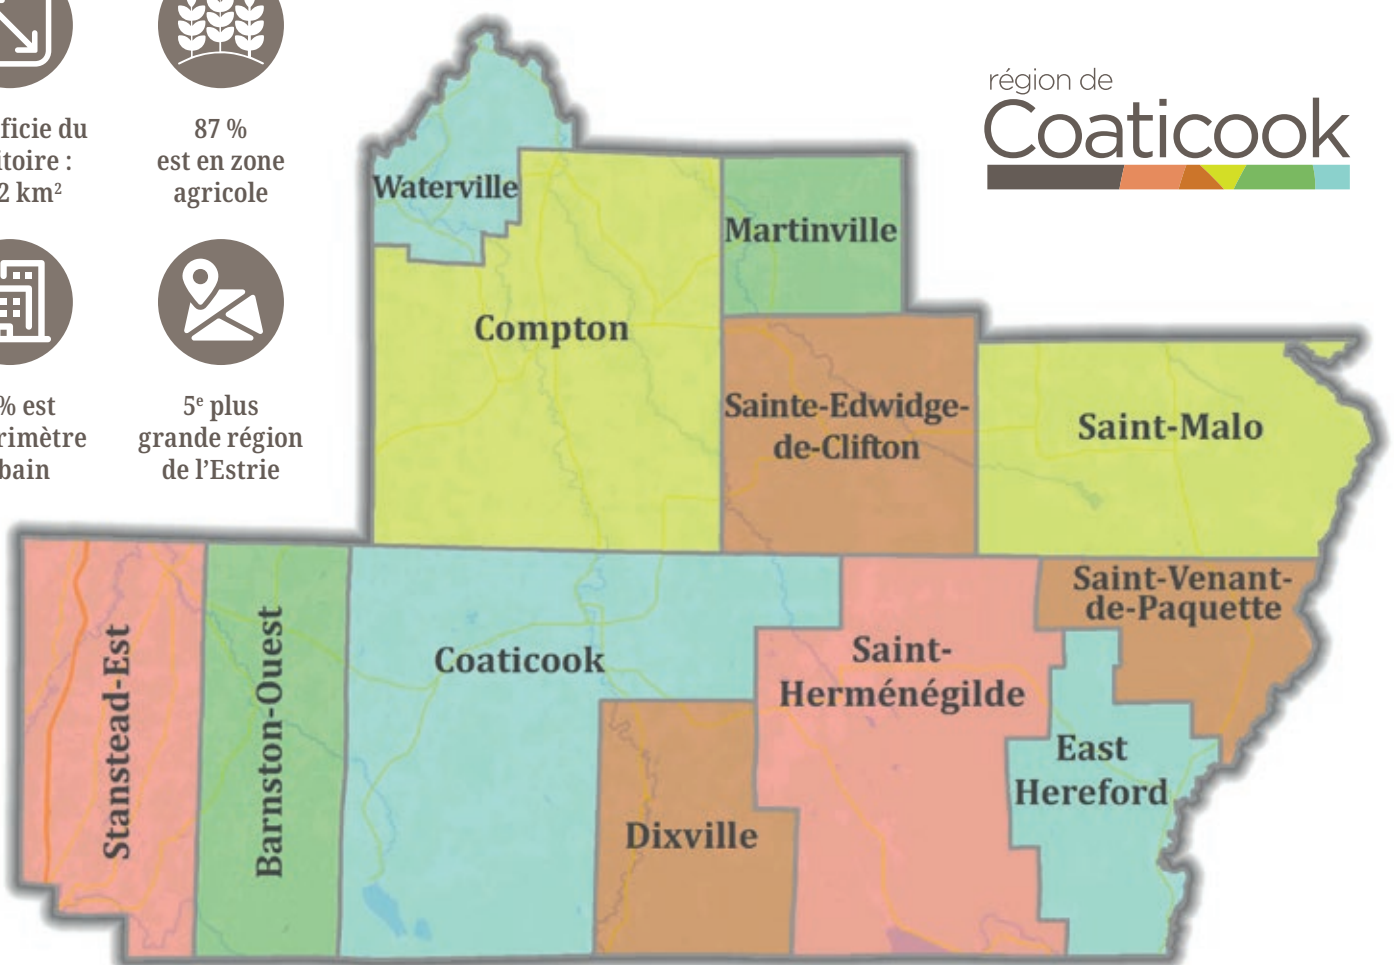 ficie du
itoire :
2 km²
87 %
est en zone
agricole
% est
rimètre
bain
5e plus
grande région
de l'Estrie
région de
Coaticook
Waterville
Martinville
Compton
Sainte-Edwidge-
de-Clifton
Saint-Malo
Saint-Venant-
de-Paquette
Stanstead-Est
Barnston-Ouest
Coaticook
Saint-
Herménégilde
East
Hereford
Dixville